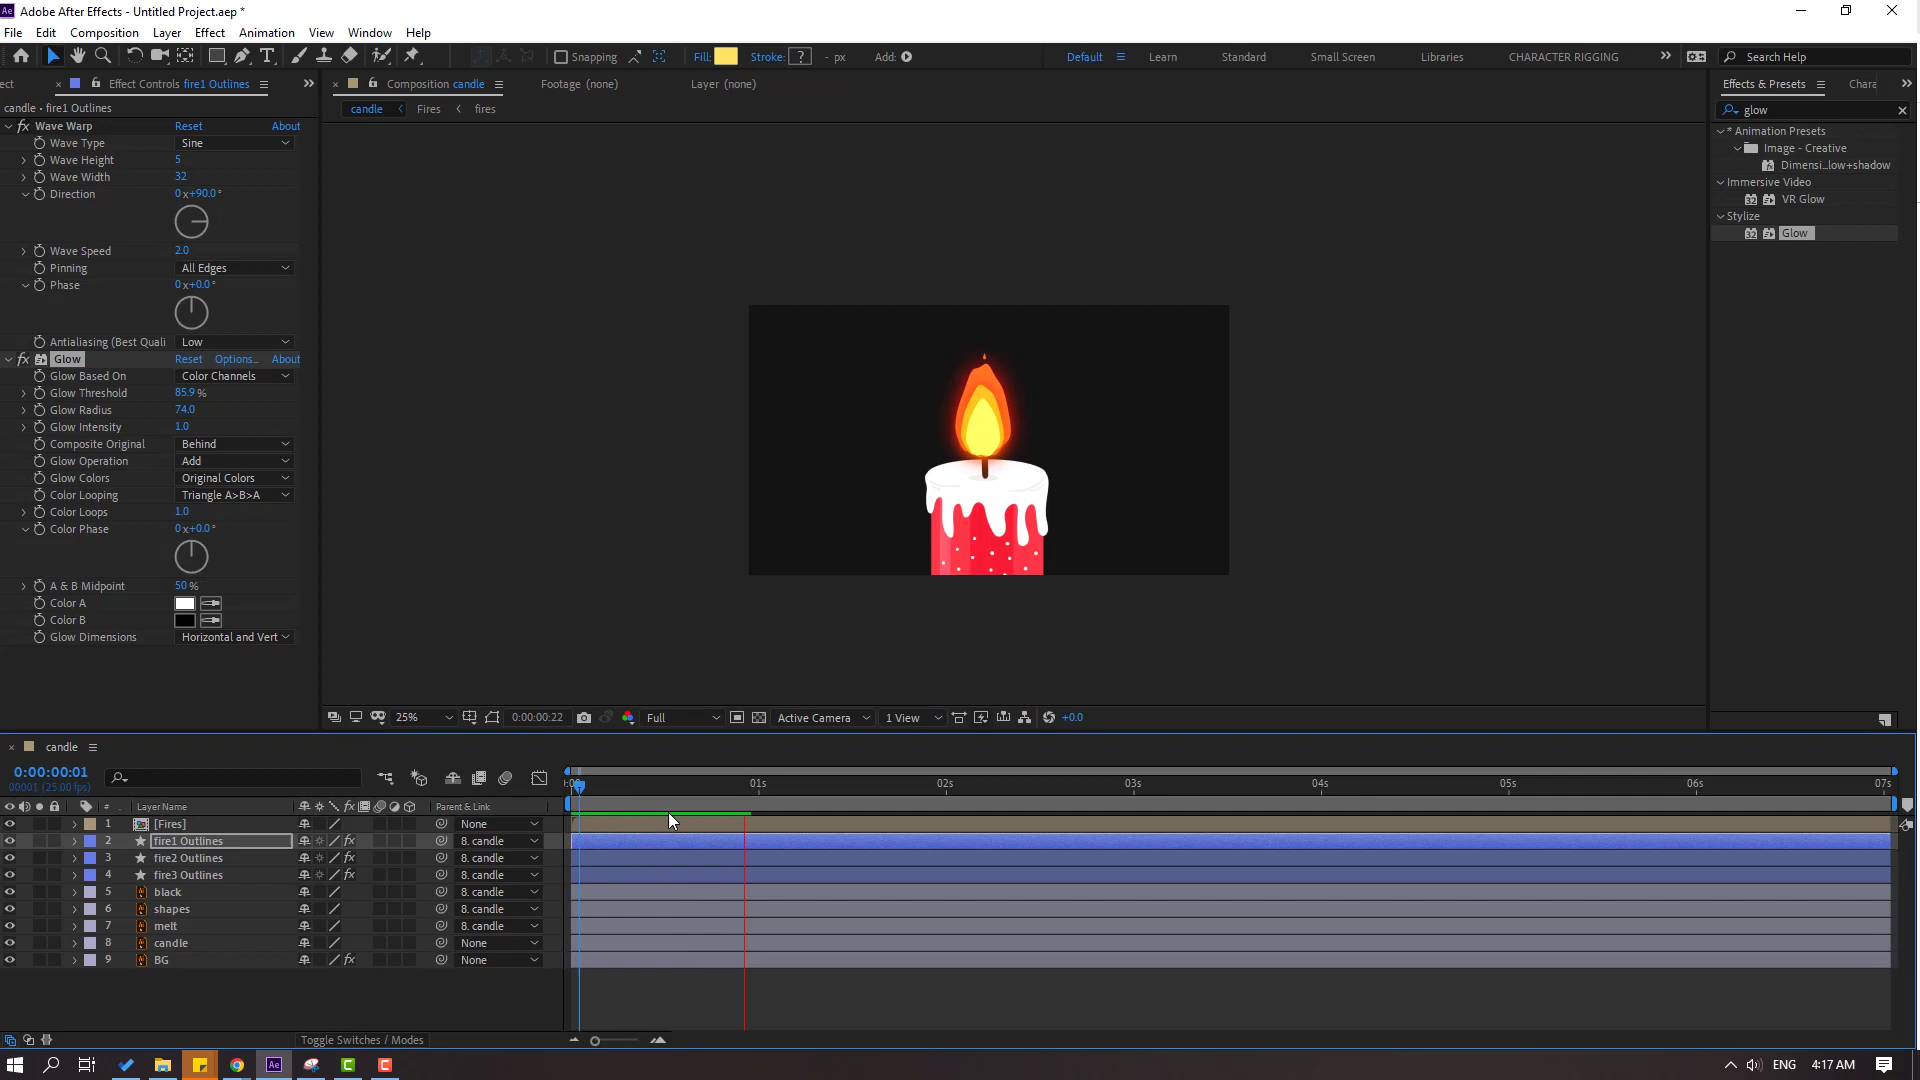 Adobe After Effects - Untitled Project.aep *
File Edit Composition Layer Effect Animation View Window Help
Snapping Fill: Stroke: ? - px Add: Default Learn Standard Small Screen Libraries CHARACTER RIGGING Search Help
ect Effect Controls fire1 Outlines Composition candle Footage (none) Layer (none) Effects & Presets Chara
candle • fire1 Outlines
candle Fires fires
glow
Wave Warp Reset About
Wave Type Sine
Wave Height 5
Wave Width 32
Direction 0 x+90.0 °
Wave Speed 2.0
Pinning All Edges
Phase 0 x+0.0 °
Antialiasing (Best Quali Low
Glow Reset Options... About
Glow Based On Color Channels
Glow Threshold 85.9 %
Glow Radius 74.0
Glow Intensity 1.0
Composite Original Behind
Glow Operation Add
Glow Colors Original Colors
Color Looping Triangle A>B>A
Color Loops 1.0
Color Phase 0 x+0.0 °
A & B Midpoint 50 %
Color A
Color B
Glow Dimensions Horizontal and Vert
* Animation Presets
Image - Creative
Dimensi...low+shadow
Immersive Video
32 VR Glow
Stylize
32 Glow
25% 0:00:00:22 Full Active Camera 1 View +0.0
candle
0:00:00:01
00001 (25.00 fps)
01s 02s 03s 04s 05s 06s 07s
# Layer Name Parent & Link
1 [Fires] None
2 fire1 Outlines 8. candle
3 fire2 Outlines 8. candle
4 fire3 Outlines 8. candle
5 black 8. candle
6 shapes 8. candle
7 melt 8. candle
8 candle None
9 BG None
Toggle Switches / Modes
ENG 4:17 AM